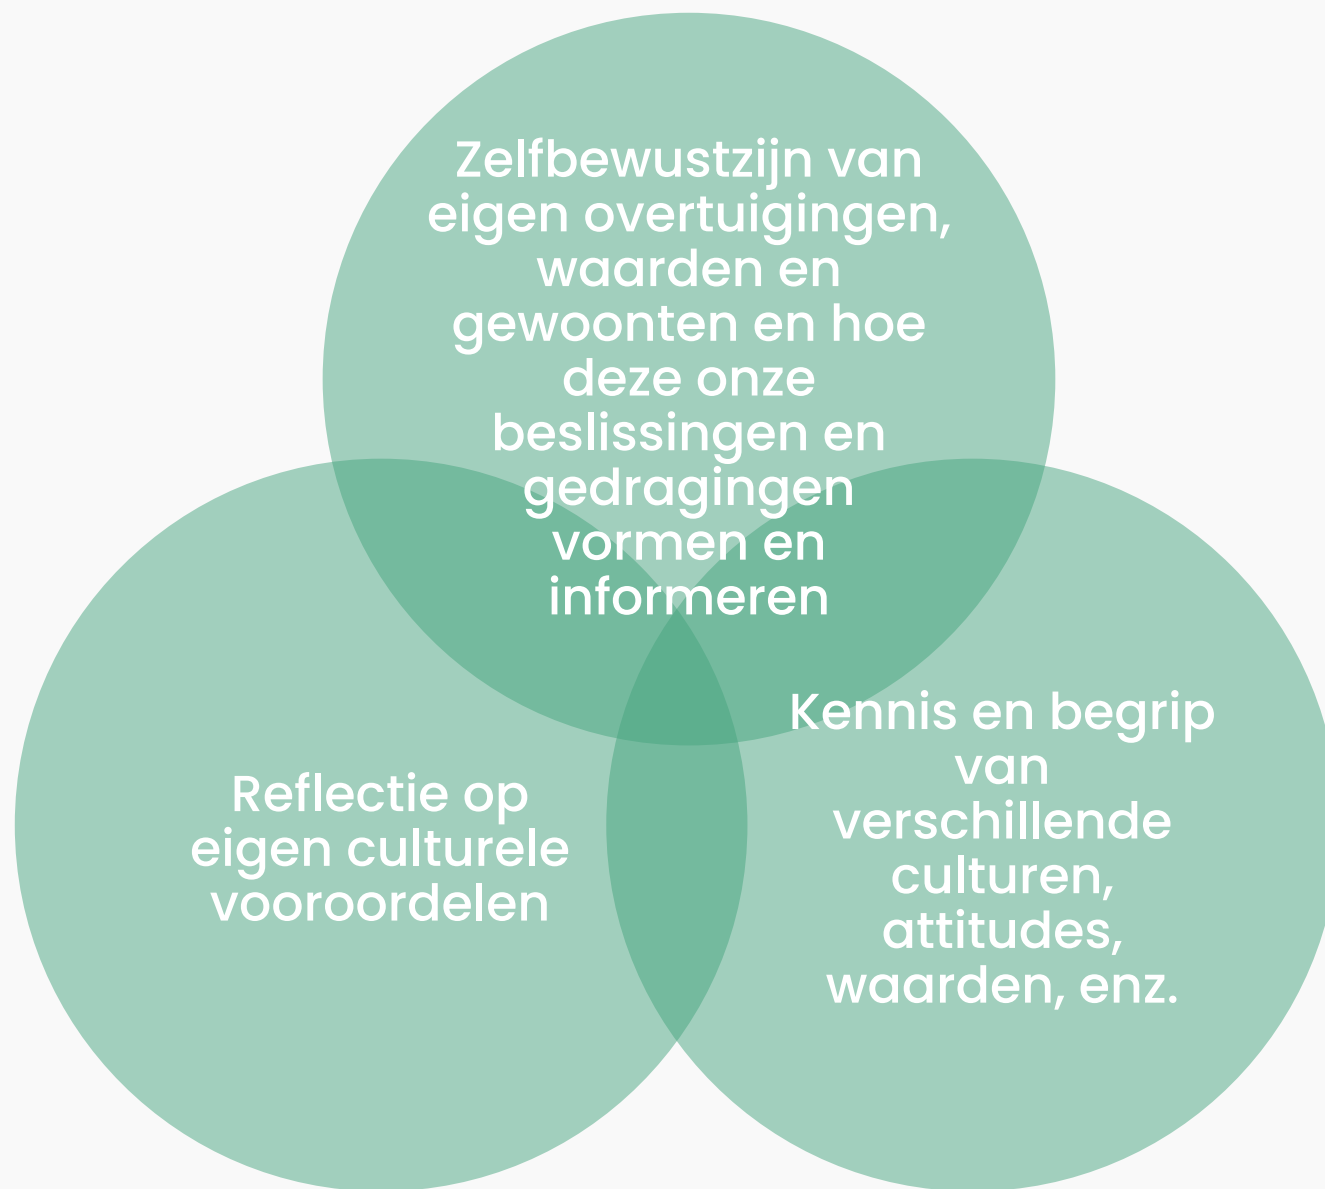 Zelfbewustzijn van
eigen overtuigingen,
waarden en
gewoonten en hoe
deze onze
beslissingen en
gedragingen
vormen en
informeren
Reflectie op
eigen culturele
vooroordelen
Kennis en begrip
van
verschillende
culturen,
attitudes,
waarden, enz.